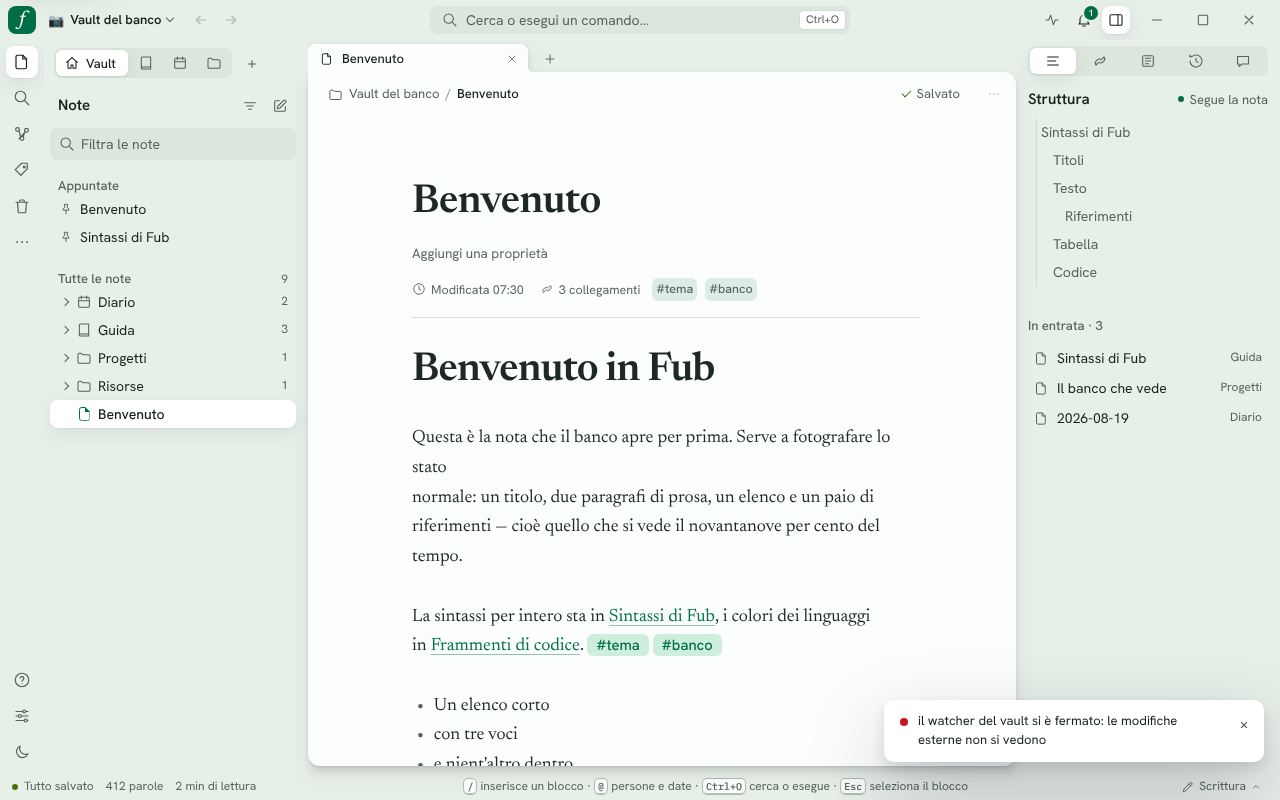 f
Vault del banco
Cerca o esegui un comando...
Ctrl+O
1
Vault
Note
Filtra le note
Appuntate
Benvenuto
Sintassi di Fub
Tutte le note 9
Diario 2
Guida 3
Progetti 1
Risorse 1
Benvenuto
Benvenuto
Vault del banco / Benvenuto
Salvato
Benvenuto
Aggiungi una proprietà
Modificata 07:30 3 collegamenti #tema #banco
Benvenuto in Fub
Questa è la nota che il banco apre per prima. Serve a fotografare lo
stato
normale: un titolo, due paragrafi di prosa, un elenco e un paio di
riferimenti — cioè quello che si vede il novantanove per cento del
tempo.
La sintassi per intero sta in Sintassi di Fub, i colori dei linguaggi
in Frammenti di codice. #tema #banco
• Un elenco corto
• con tre voci
• e nient'altro dentro
Struttura
Segue la nota
Sintassi di Fub
Titoli
Testo
Riferimenti
Tabella
Codice
In entrata · 3
Sintassi di Fub Guida
Il banco che vede Progetti
2026-08-19 Diario
il watcher del vault si è fermato: le modifiche
esterne non si vedono
Tutto salvato 412 parole 2 min di lettura
/ inserisce un blocco · @ persone e date · Ctrl+O cerca o esegue · Esc seleziona il blocco
Scrittura